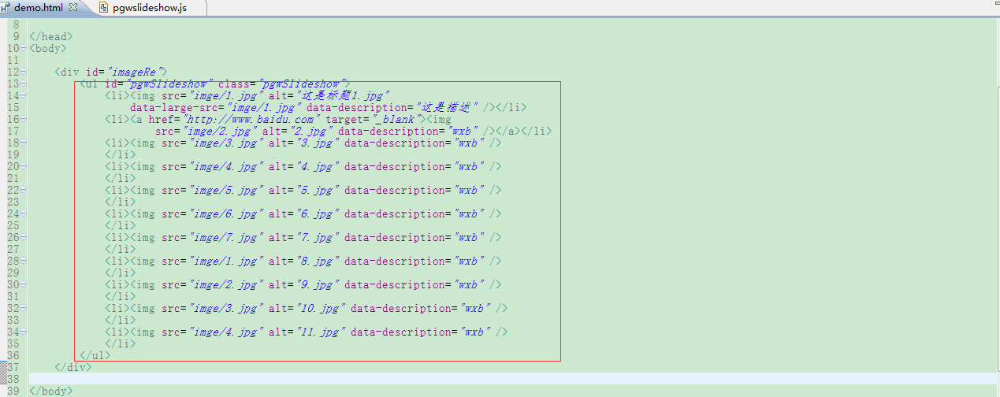 demo.html pgwslideshow.js
8
9 </head>
10 <body>
11
12 <div id="imageRe">
13 <ul id="pgwSlideshow" class="pgwSlideshow">
14 <li><img src="imge/1.jpg" alt="这是标题1.jpg"
15 data-large-src="imge/1.jpg" data-description="这是描述" /></li>
16 <li><a href="http://www.baidu.com" target="_blank"><img
17 src="imge/2.jpg" alt="2.jpg" data-description="wxb" /></a></li>
18 <li><img src="imge/3.jpg" alt="3.jpg" data-description="wxb" />
19 </li>
20 <li><img src="imge/4.jpg" alt="4.jpg" data-description="wxb" />
21 </li>
22 <li><img src="imge/5.jpg" alt="5.jpg" data-description="wxb" />
23 </li>
24 <li><img src="imge/6.jpg" alt="6.jpg" data-description="wxb" />
25 </li>
26 <li><img src="imge/7.jpg" alt="7.jpg" data-description="wxb" />
27 </li>
28 <li><img src="imge/1.jpg" alt="8.jpg" data-description="wxb" />
29 </li>
30 <li><img src="imge/2.jpg" alt="9.jpg" data-description="wxb" />
31 </li>
32 <li><img src="imge/3.jpg" alt="10.jpg" data-description="wxb" />
33 </li>
34 <li><img src="imge/4.jpg" alt="11.jpg" data-description="wxb" />
35 </li>
36 </ul>
37 </div>
38
39 </body>